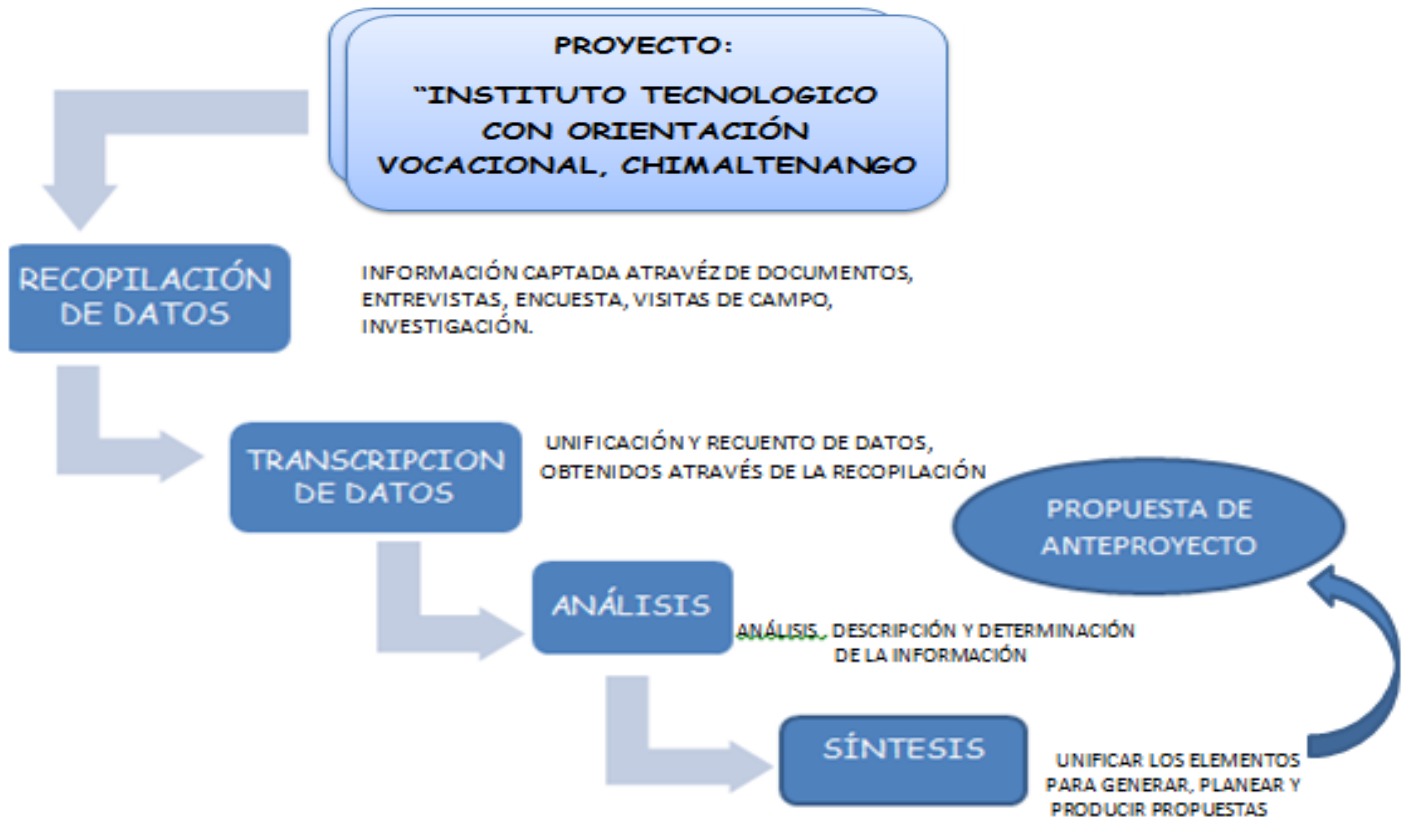 PROYECTO:
“INSTITUTO TECNOLOGICO
CON ORIENTACIÓN
VOCACIONAL, CHIMALTENANGO
RECOPILACIÓN
DE DATOS
INFORMACIÓN CAPTADA ATRAVÉZ DE DOCUMENTOS,
ENTREVISTAS, ENCUESTA, VISITAS DE CAMPO,
INVESTIGACIÓN.
TRANSCRIPCION
DE DATOS
UNIFICACIÓN Y RECUENTO DE DATOS,
OBTENIDOS ATRAVÉS DE LA RECOPILACIÓN
PROPUESTA DE
ANTEPROYECTO
ANÁLISIS
ANÁLISIS , DESCRIPCIÓN Y DETERMINACIÓN
DE LA INFORMACIÓN
SÍNTESIS
UNIFICAR LOS ELEMENTOS
PARA GENERAR, PLANEAR Y
PRODUCIR PROPUESTAS